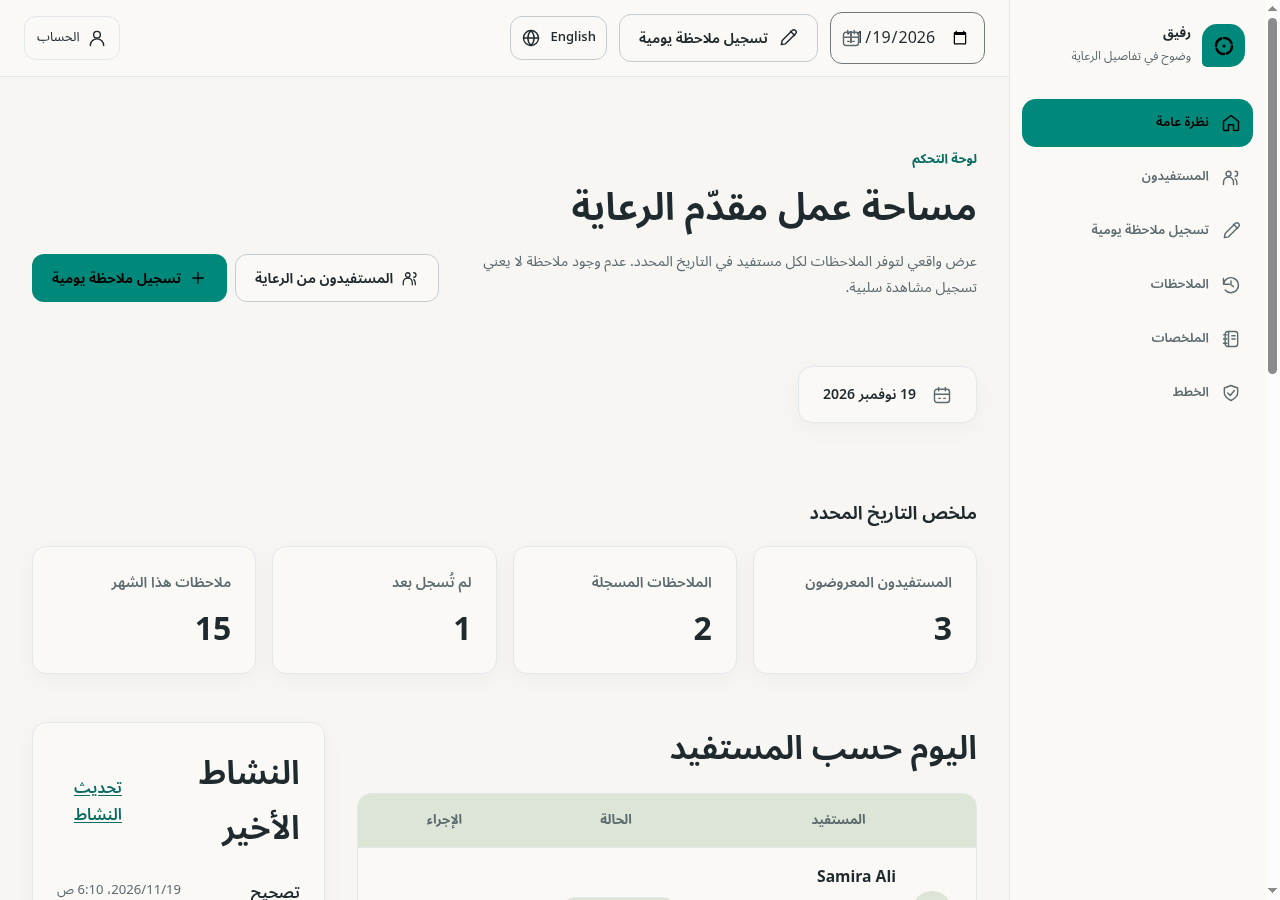 رفيق
وضوح في تفاصيل الرعاية
نظرة عامة
المستفيدون
تسجيل ملاحظة يومية
الملاحظات
الملخصات
الخطط
/19/2026
تسجيل ملاحظة يومية
English
الحساب
لوحة التحكم
مساحة عمل مقدّم الرعاية
عرض واقعي لتوفر الملاحظات لكل مستفيد في التاريخ المحدد. عدم وجود ملاحظة لا يعني
تسجيل مشاهدة سلبية.
المستفيدون من الرعاية
تسجيل ملاحظة يومية
19 نوفمبر 2026
ملخص التاريخ المحدد
المستفيدون المعروضون
3
الملاحظات المسجلة
2
لم تُسجل بعد
1
ملاحظات هذا الشهر
15
اليوم حسب المستفيد
المستفيد
الحالة
الإجراء
Samira Ali
النشاط
الأخير
تحديث
النشاط
تصحيح
2026/11/19، 6:10 ص